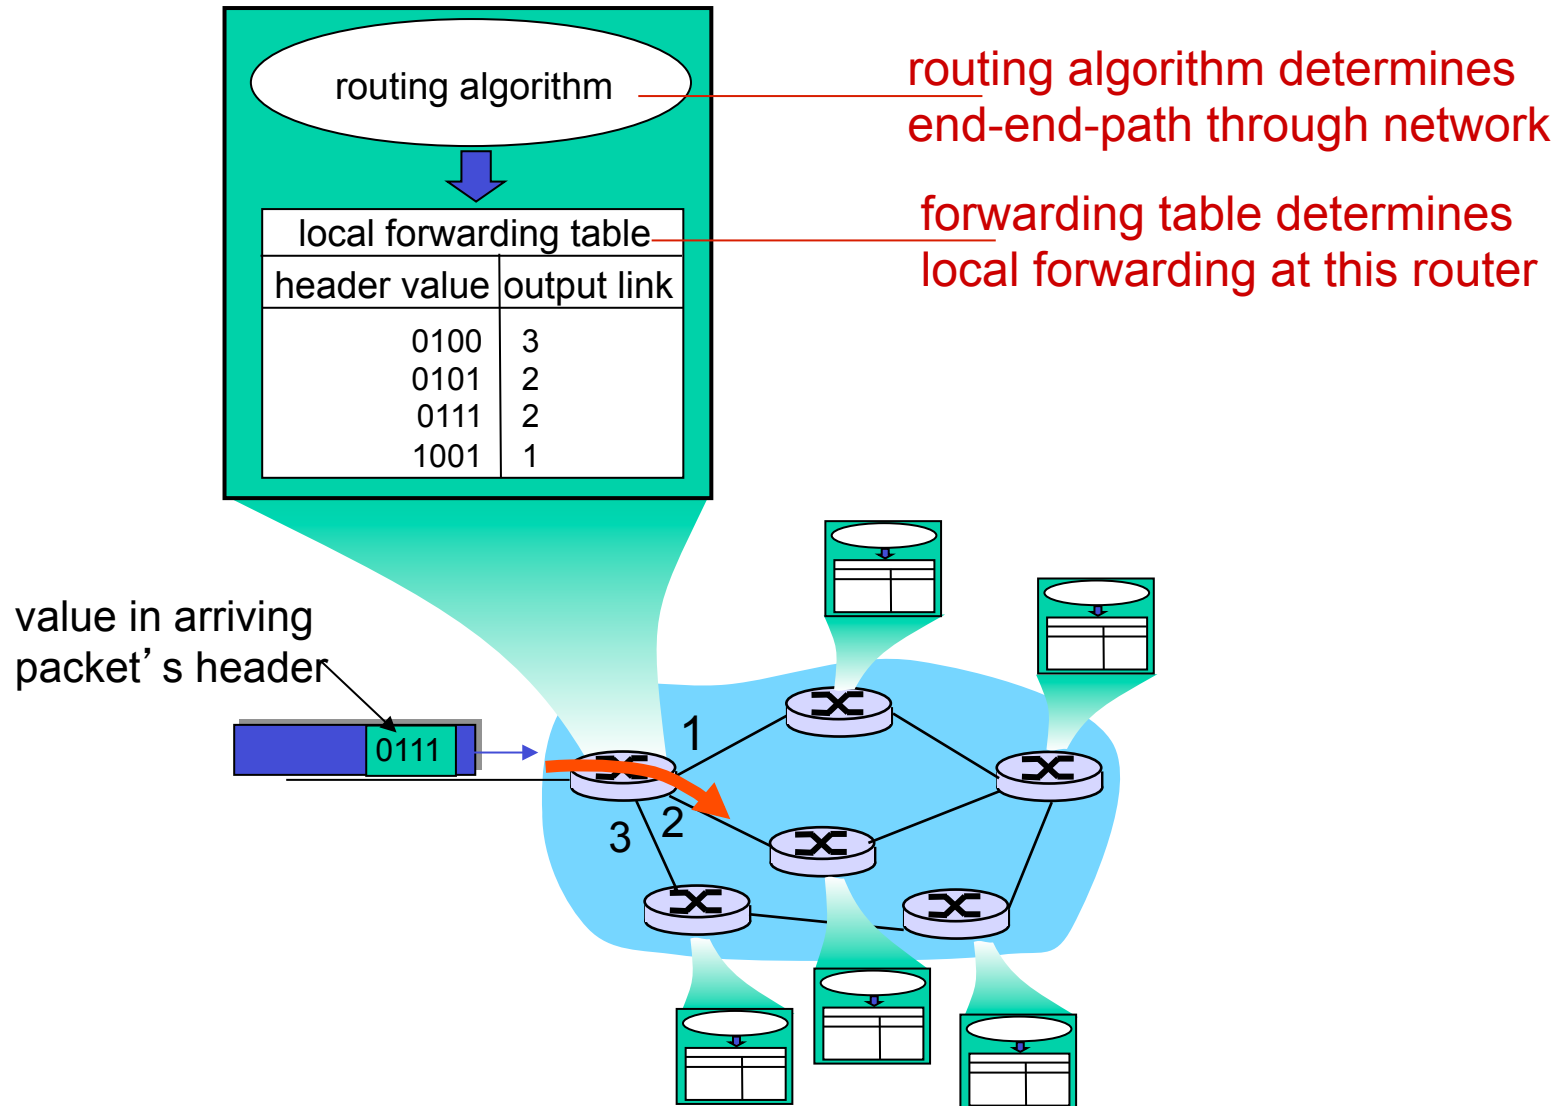 routing algorithm
routing algorithm determines
end-end-path through network
local forwarding table
forwarding table determines
local forwarding at this router
header value output link
0100 3
0101 2
0111 2
1001 1
value in arriving
packet’ s header
0111
1
2
3